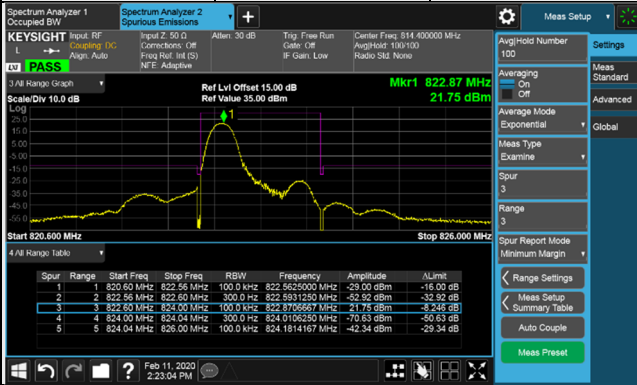 Spectrum Analyzer 1
Occupied BW
Spectrum Analyzer 2
Spurious Emissions
Meas Setup
KEYSIGHT
L
LXI
PASS
Input: RF
Coupling: DC
Align: Auto
Input Z: 50 Ω
Corrections: Off
Freq Ref: Int (S)
NFE: Adaptive
Atten: 30 dB
Trig: Free Run
Gate: Off
IF Gain: Low
Center Freq: 814.400000 MHz
Avg|Hold: 100/100
Radio Std: None
3 All Range Graph
Scale/Div 10.0 dB
Ref Lvl Offset 15.00 dB
Ref Value 35.00 dBm
Mkr1 822.87 MHz
21.75 dBm
Log
25.0
15.0
5.00
-5.00
-15.0
-25.0
-35.0
-45.0
-55.0
1
Start 820.600 MHz
Stop 826.000 MHz
4 All Range Table
Spur Range Start Freq Stop Freq RBW Frequency Amplitude ΔLimit
1 1 820.60 MHz 822.56 MHz 100.0 kHz 822.5625000 MHz -29.00 dBm -16.00 dB
2 2 822.56 MHz 822.60 MHz 300.0 Hz 822.5931250 MHz -52.92 dBm -32.92 dB
3 3 822.60 MHz 824.00 MHz 100.0 kHz 822.8706667 MHz 21.75 dBm -8.246 dB
4 4 824.00 MHz 824.04 MHz 300.0 Hz 824.0106250 MHz -70.63 dBm -50.63 dB
5 5 824.04 MHz 826.00 MHz 100.0 kHz 824.1814167 MHz -42.34 dBm -29.34 dB
Feb 11, 2020
2:23:04 PM
Avg|Hold Number
100
Averaging
On
Off
Average Mode
Exponential
Meas Type
Examine
Spur
3
Range
3
Spur Report Mode
Minimum Margin
Range Settings
Meas Setup
Summary Table
Auto Couple
Meas Preset
Settings
Meas
Standard
Advanced
Global